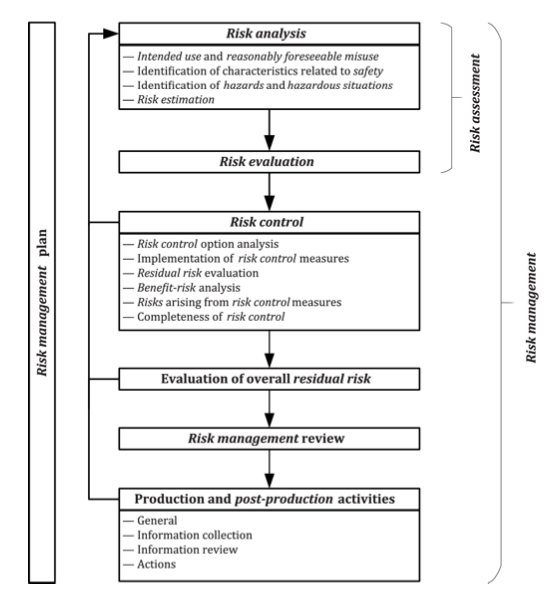 Risk analysis
— Intended use and reasonably foreseeable misuse
— Identification of characteristics related to safety
— Identification of hazards and hazardous situations
— Risk estimation
Risk evaluation
Risk control
— Risk control option analysis
— Implementation of risk control measures
— Residual risk evaluation
— Benefit-risk analysis
— Risks arising from risk control measures
— Completeness of risk control
Evaluation of overall residual risk
Risk management review
Production and post-production activities
— General
— Information collection
— Information review
— Actions
Risk management plan
Risk assessment
Risk management